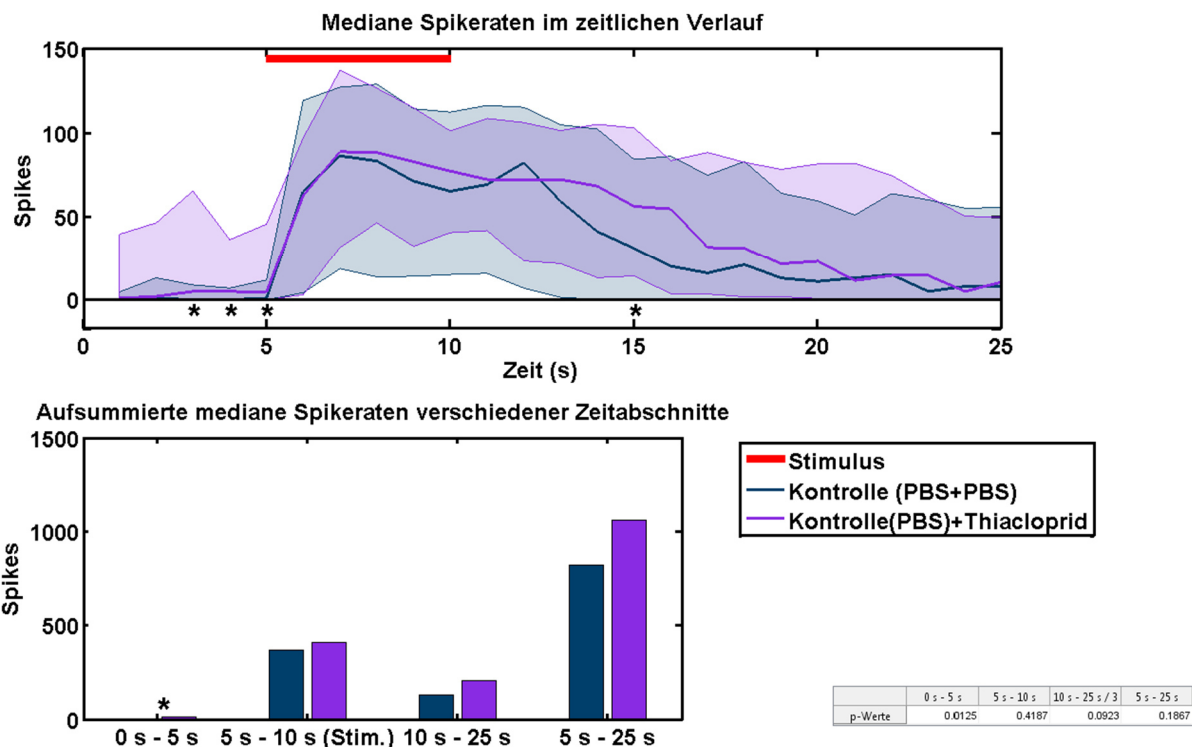 Mediane Spikeraten im zeitlichen Verlauf
150
100
50
0
Spikes
* * * *
0 5 10 15 20 25
Zeit (s)
Aufsummierte mediane Spikeraten verschiedener Zeitabschnitte
1500
1000
500
0
Spikes
*
0 s - 5 s 5 s - 10 s (Stim.) 10 s - 25 s 5 s - 25 s
Stimulus
Kontrolle (PBS+PBS)
Kontrolle(PBS)+Thiacloprid
0 s - 5 s 5 s - 10 s 10 s - 25 s / 3 5 s - 25 s
p-Werte 0.0125 0.4187 0.0923 0.1867